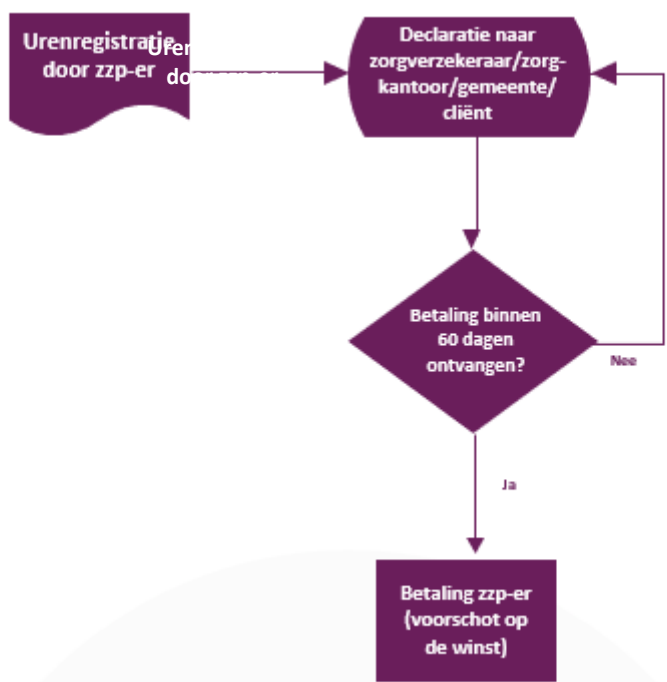 Urenregistratie
door zzp-er
Declaratie naar
zorgverzekeraar/zorg-
kantoor/gemeente/
cliënt
Betaling binnen
60 dagen
ontvangen?
Nee
Ja
Betaling zzp-er
(voorschot op
de winst)